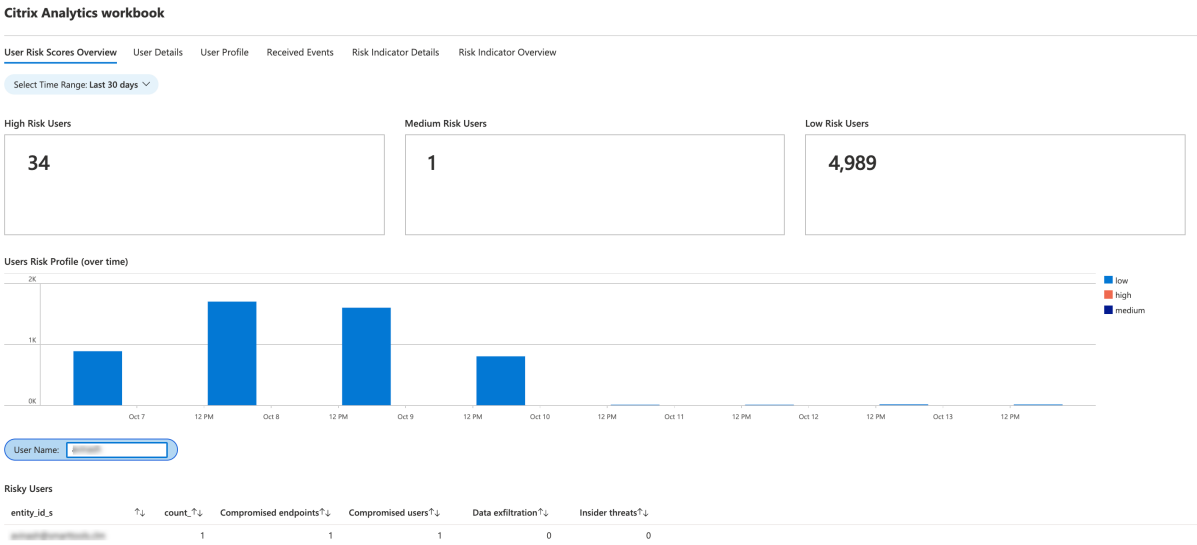 Citrix Analytics workbook
User Risk Scores Overview User Details User Profile Received Events Risk Indicator Details Risk Indicator Overview
Select Time Range: Last 30 days
High Risk Users Medium Risk Users Low Risk Users
34 1 4,989
Users Risk Profile (over time)
2K
low
high
medium
1K
0K
Oct 7 12 PM Oct 8 12 PM Oct 9 12 PM Oct 10 12 PM Oct 11 12 PM Oct 12 12 PM Oct 13 12 PM
User Name:
Risky Users
entity_id_s ↑↓ count_↑↓ Compromised endpoints↑↓ Compromised users↑↓ Data exfiltration↑↓ Insider threats↑↓
1 1 1 0 0